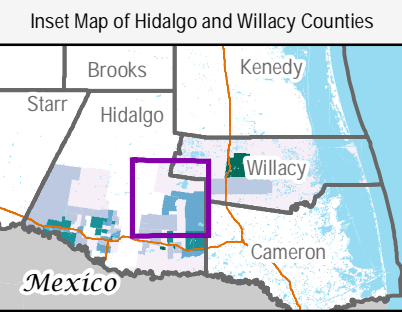 Inset Map of Hidalgo and Willacy Counties
Brooks
Kenedy
Starr
Hidalgo
Willacy
Cameron
Mexico